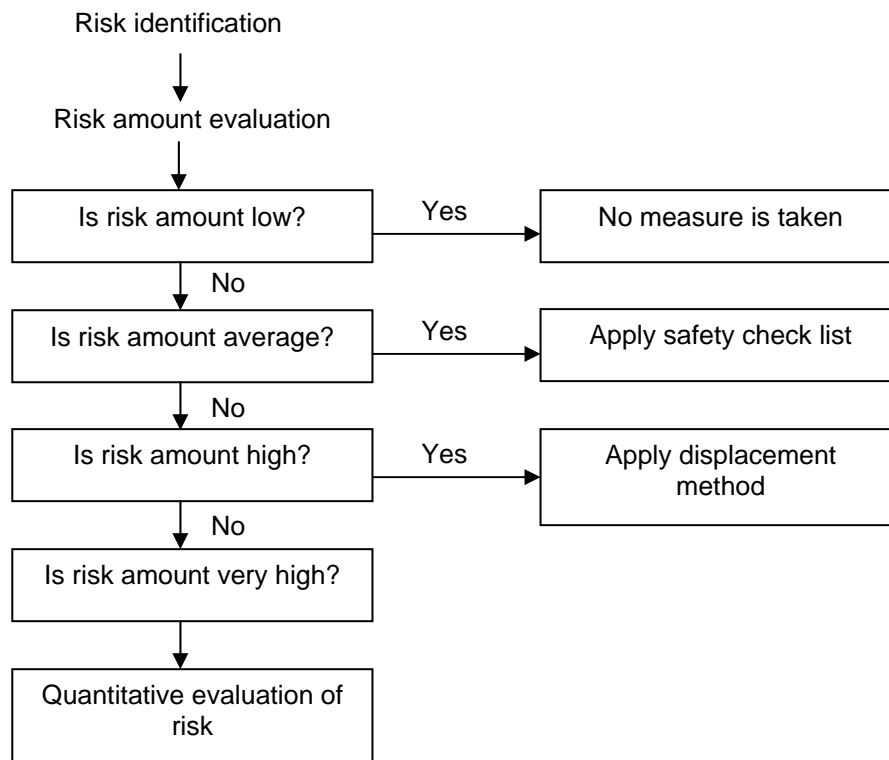 Risk identification
Risk amount evaluation
Is risk amount low?
Yes
No measure is taken
No
Is risk amount average?
Yes
Apply safety check list
No
Is risk amount high?
Yes
Apply displacement
method
No
Is risk amount very high?
Quantitative evaluation of
risk